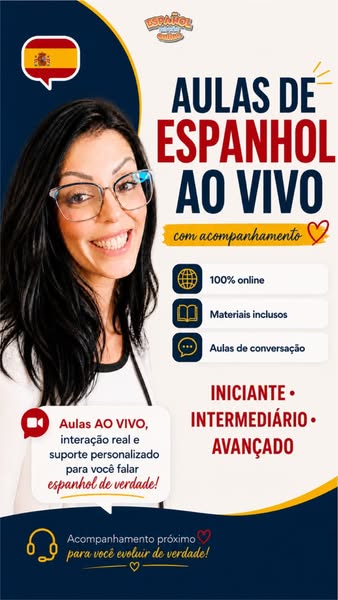 ESPANHOL
AULAS DE
ESPANHOL
AO VIVO
com acompanhamento
100% online
Materiais inclusos
Aulas de conversação
INICIANTE •
INTERMEDIÁRIO •
AVANÇADO
Aulas AO VIVO,
interação real e
suporte personalizado
para você falar
espanhol de verdade!
Acompanhamento próximo
para você evoluir de verdade!